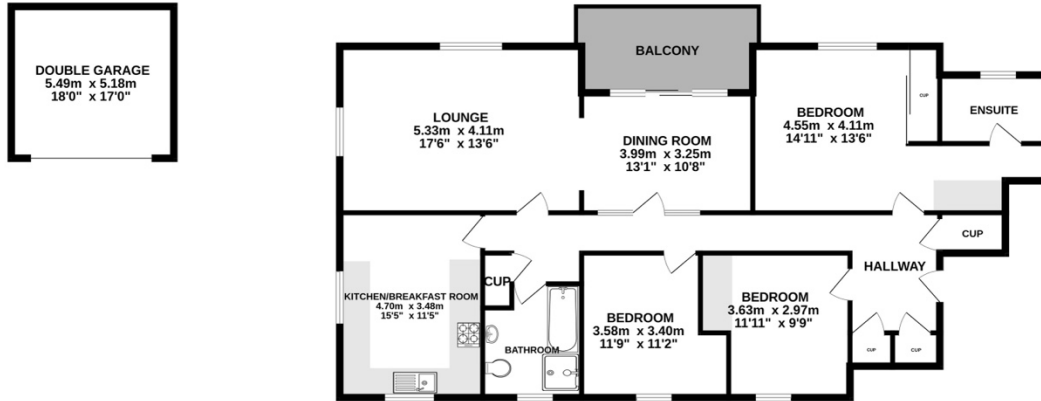 DOUBLE GARAGE
5.49m x 5.18m
18'0" x 17'0"
BALCONY
LOUNGE
5.33m x 4.11m
17'6" x 13'6"
DINING ROOM
3.99m x 3.25m
13'1" x 10'8"
BEDROOM
4.55m x 4.11m
14'11" x 13'6"
CUP
ENSUITE
KITCHEN/BREAKFAST ROOM
4.70m x 3.48m
15'5" x 11'5"
CUP
BATHROOM
BEDROOM
3.58m x 3.40m
11'9" x 11'2"
BEDROOM
3.63m x 2.97m
11'11" x 9'9"
HALLWAY
CUP
CUP
CUP